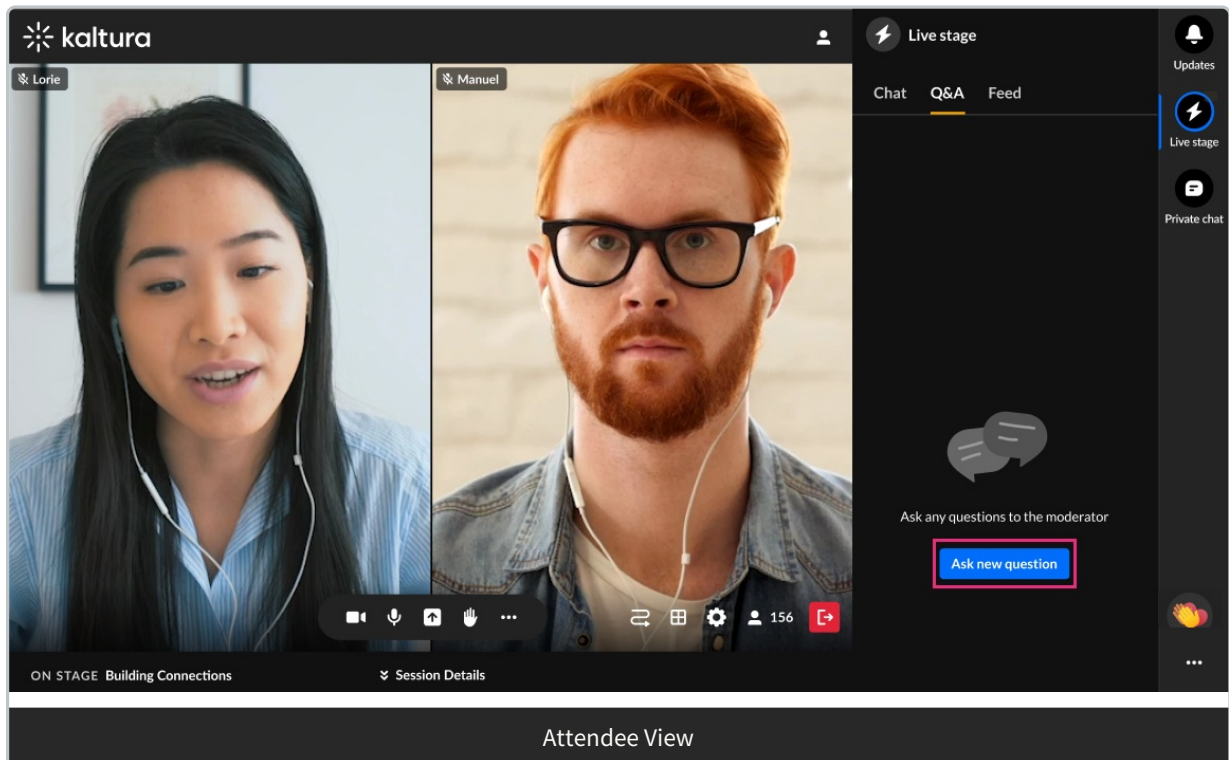 kaltura
Lorie
Manuel
Live stage
Chat Q&A Feed
Ask any questions to the moderator
Ask new question
Updates
Live stage
Private chat
156
ON STAGE Building Connections
Session Details
Attendee View